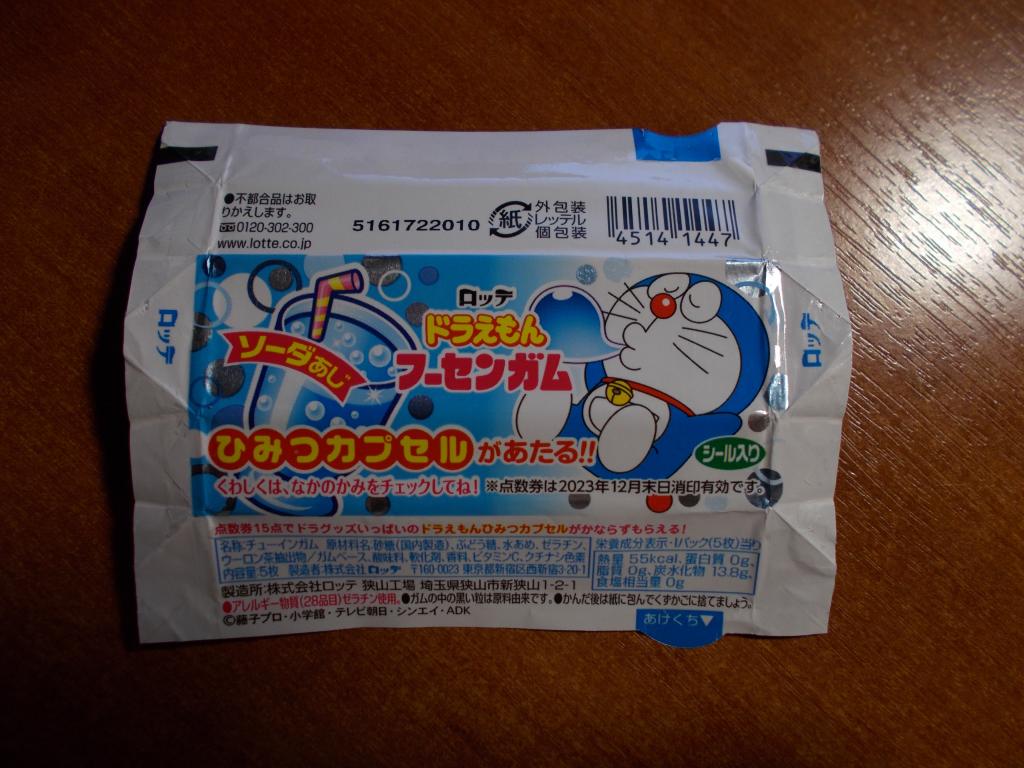 ●不都合品はお取
りかえします。
0120-302-300
www.lotte.co.jp
5161722010
紙
外包装
レッテル
個包装
4514 1447
ロッテ
ロッテ
ロッテ
ドラえもん
フーセンガム
ソーダあじ
ひみつカプセルがあたる!!
シール入り
くわしくは、なかのかみをチェックしてね! ※点数券は2023年12月末日消印有効です。
点数券15点でドラグッズいっぱいのドラえもんひみつカプセルがかならずもらえる!
名称:チューインガム 原材料名:砂糖(国内製造)、ぶどう糖、水あめ、ゼラチン、
ウーロン茶抽出物/ガムベース、酸味料、軟化剤、香料、ビタミンC、クチナシ色素
内容量:5枚 製造者:株式会社ロッテ 〒160-0023 東京都新宿区西新宿3-20-1
栄養成分表示・1パック(5枚)当り
熱量 55kcal、蛋白質 0g、
脂質 0g、炭水化物 13.8g、
食塩相当量 0g
製造所:株式会社ロッテ 狭山工場 埼玉県狭山市新狭山1-2-1
●アレルギー物質(28品目)ゼラチン使用。●ガムの中の黒い粒は原料由来です。●かんだ後は紙に包んでくずかごに捨てましょう。
©藤子プロ・小学館・テレビ朝日・シンエイ・ADK
あけくち▼